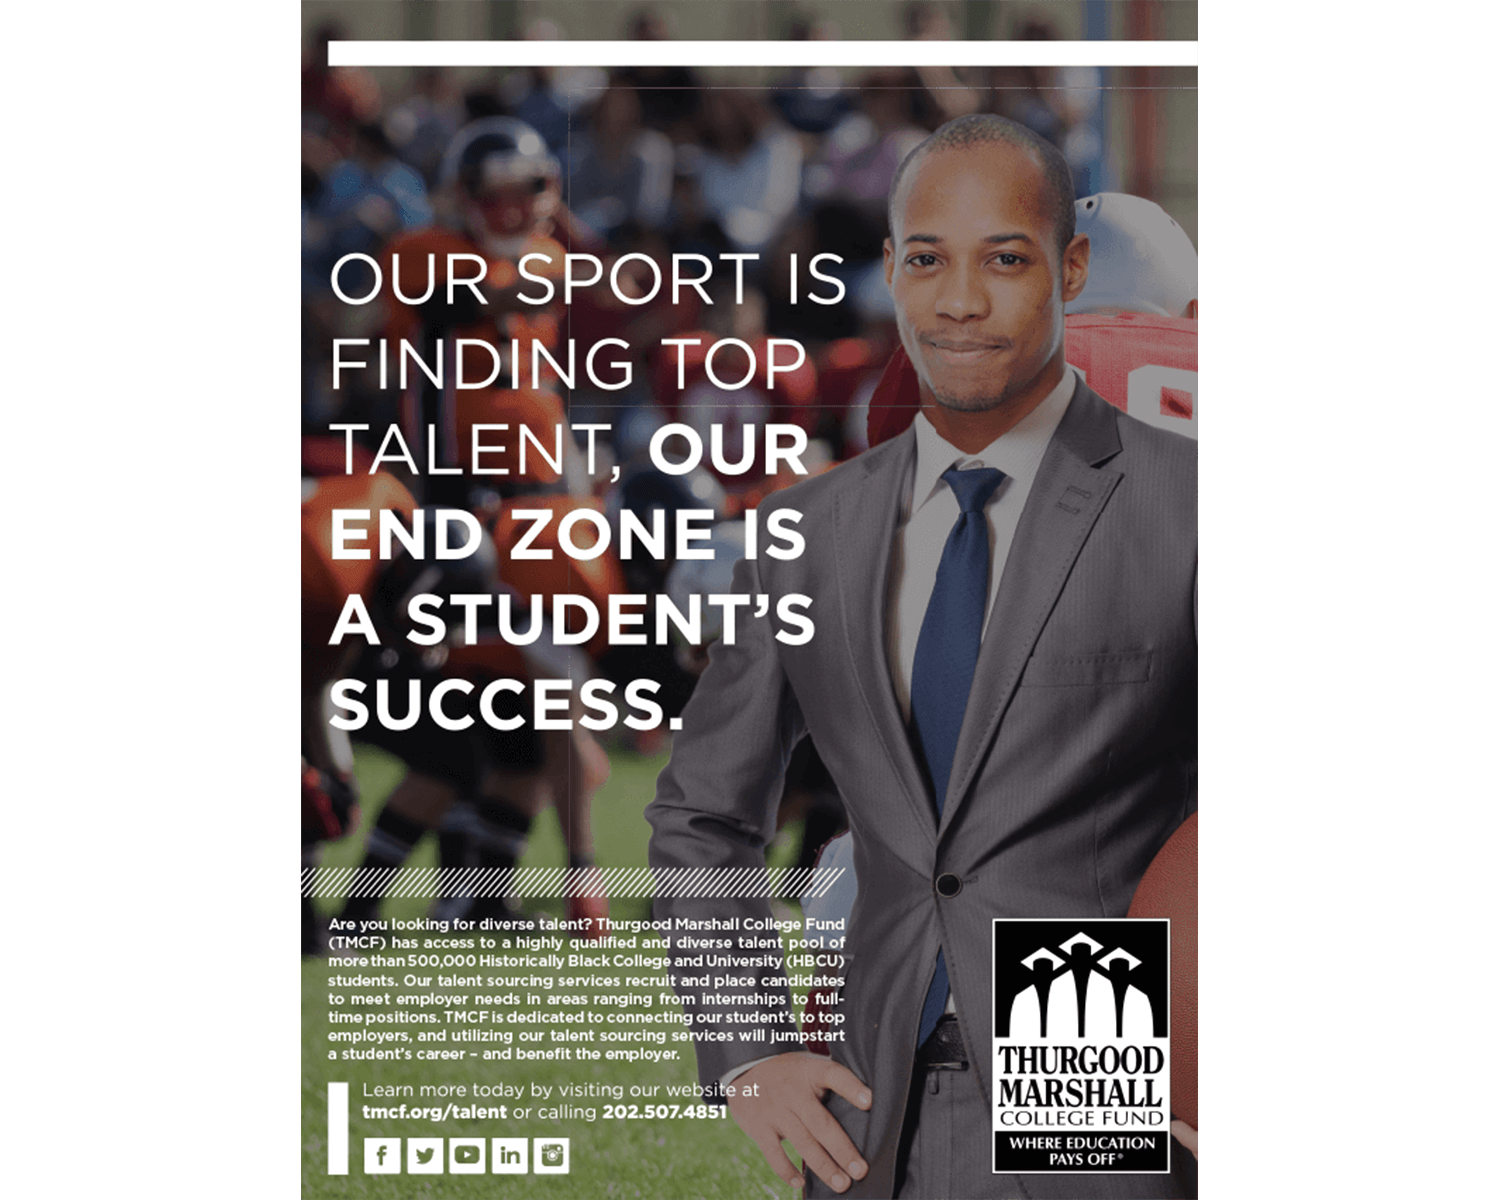 OUR SPORT IS
FINDING TOP
TALENT, OUR
END ZONE IS
A STUDENT'S
SUCCESS.
Are you looking for diverse talent? Thurgood Marshall College Fund
(TMCF) has access to a highly qualified and diverse talent pool of
more than 500,000 Historically Black College and University (HBCU)
students. Our talent sourcing services recruit and place candidates
to meet employer needs in areas ranging from internships to full-
time positions. TMCF is dedicated to connecting our student's to top
employers, and utilizing our talent sourcing services will jumpstart
a student's career – and benefit the employer.
Learn more today by visiting our website at
tmcf.org/talent or calling 202.507.4851
THURGOOD
MARSHALL
COLLEGE FUND
WHERE EDUCATION
PAYS OFF®